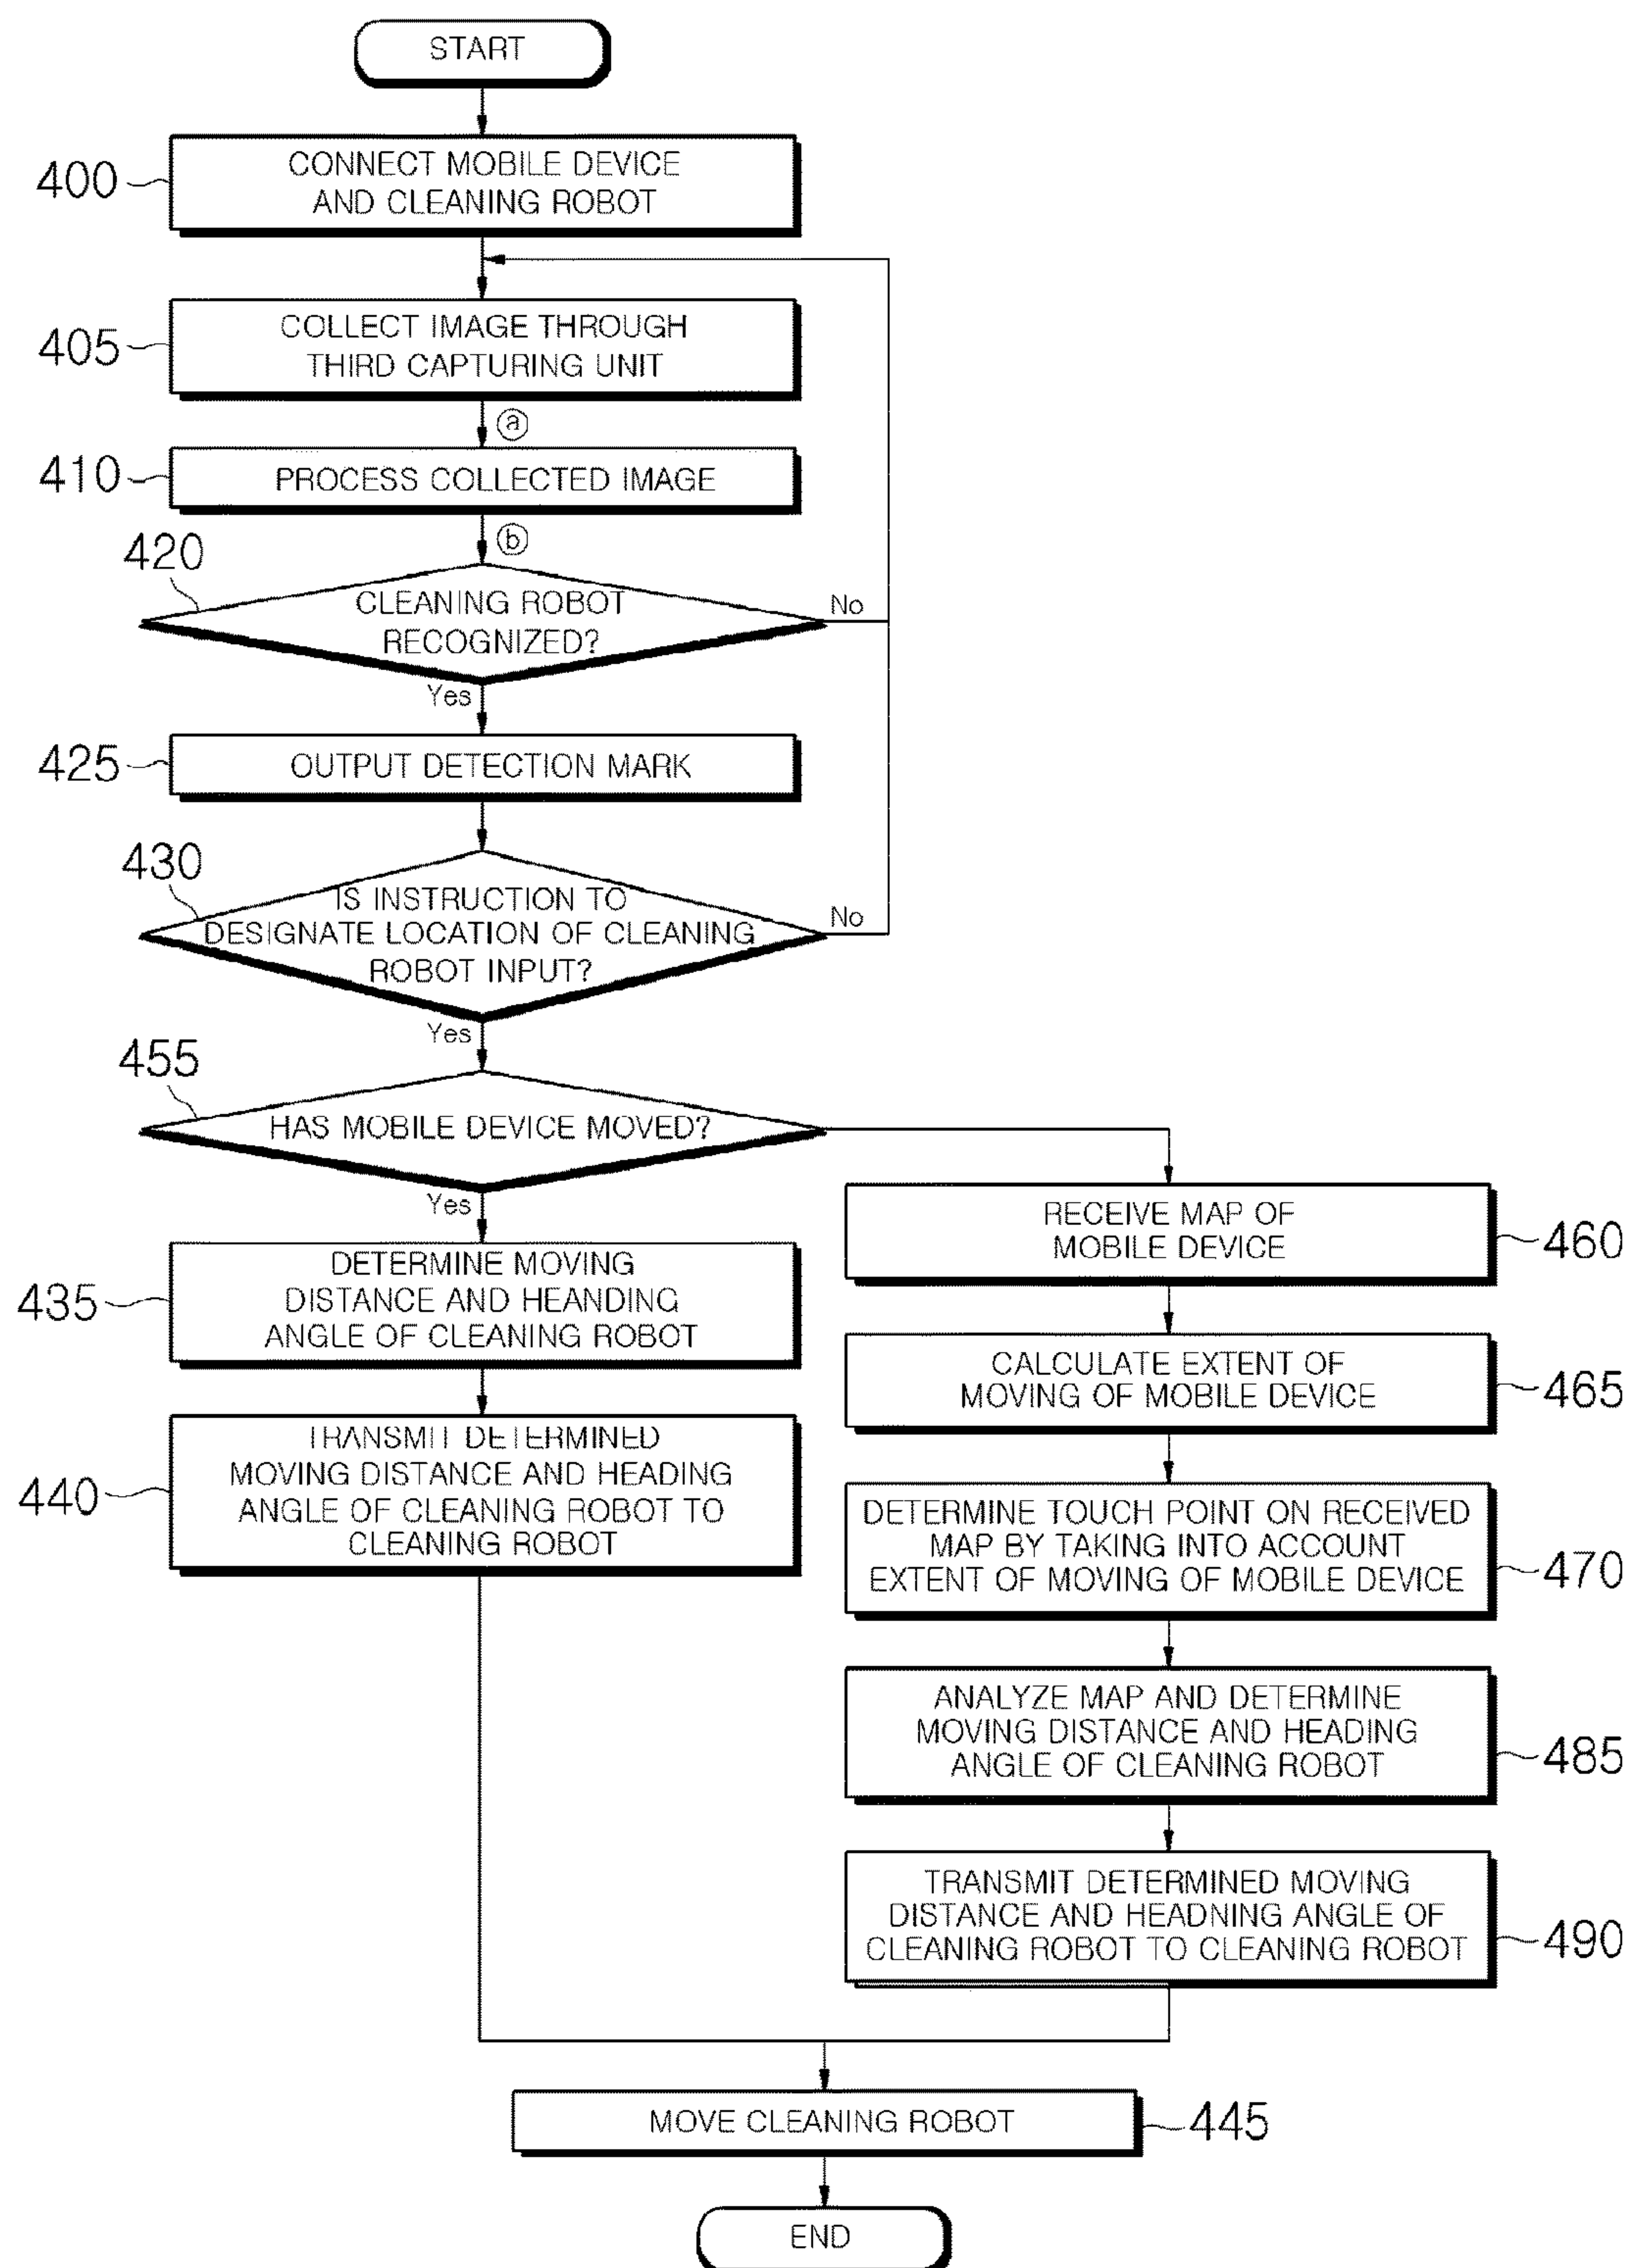 START
400
CONNECT MOBILE DEVICE
AND CLEANING ROBOT
405
COLLECT IMAGE THROUGH
THIRD CAPTURING UNIT
ⓐ
410
PROCESS COLLECTED IMAGE
ⓑ
420
CLEANING ROBOT
RECOGNIZED?
No
Yes
425
OUTPUT DETECTION MARK
430
IS INSTRUCTION TO
DESIGNATE LOCATION OF CLEANING
ROBOT INPUT?
No
Yes
455
HAS MOBILE DEVICE MOVED?
Yes
435
DETERMINE MOVING
DISTANCE AND HEANDING
ANGLE OF CLEANING ROBOT
440
TRANSMIT DETERMINED
MOVING DISTANCE AND HEADING
ANGLE OF CLEANING ROBOT TO
CLEANING ROBOT
RECEIVE MAP OF
MOBILE DEVICE
460
CALCULATE EXTENT OF
MOVING OF MOBILE DEVICE
465
DETERMINE TOUCH POINT ON RECEIVED
MAP BY TAKING INTO ACCOUNT
EXTENT OF MOVING OF MOBILE DEVICE
470
ANALYZE MAP AND DETERMINE
MOVING DISTANCE AND HEADING
ANGLE OF CLEANING ROBOT
485
TRANSMIT DETERMINED MOVING
DISTANCE AND HEADNING ANGLE OF
CLEANING ROBOT TO CLEANING ROBOT
490
MOVE CLEANING ROBOT
445
END